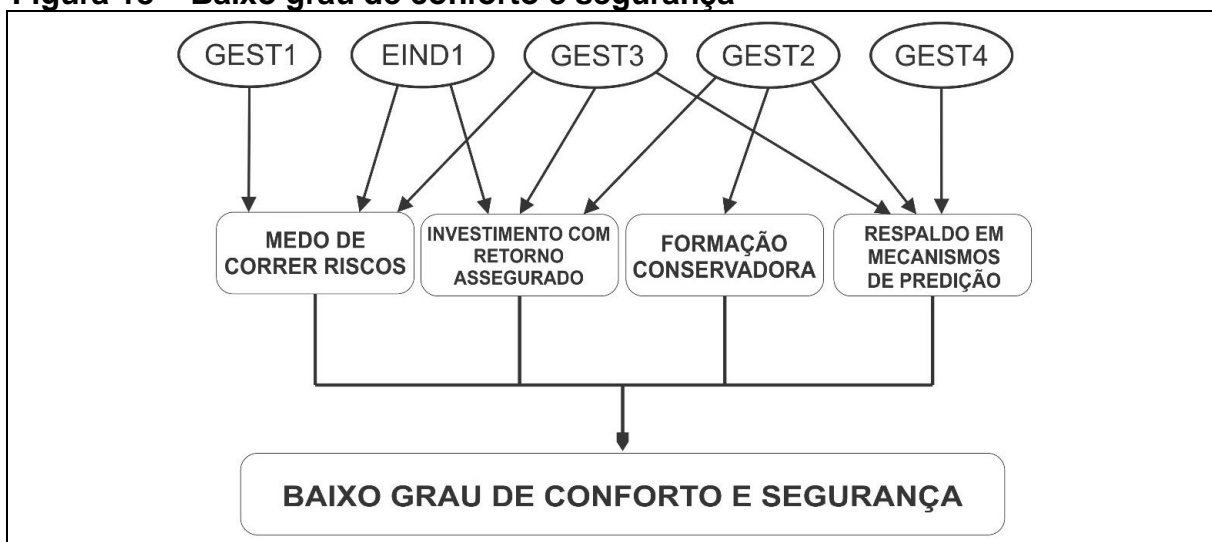 GEST1 EIND1 GEST3 GEST2 GEST4
MEDO DE
CORRER RISCOS
INVESTIMENTO COM
RETORNO
ASSEGURADO
FORMAÇÃO
CONSERVADORA
RESPALDO EM
MECANISMOS
DE PREDIÇÃO
BAIXO GRAU DE CONFORTO E SEGURANÇA